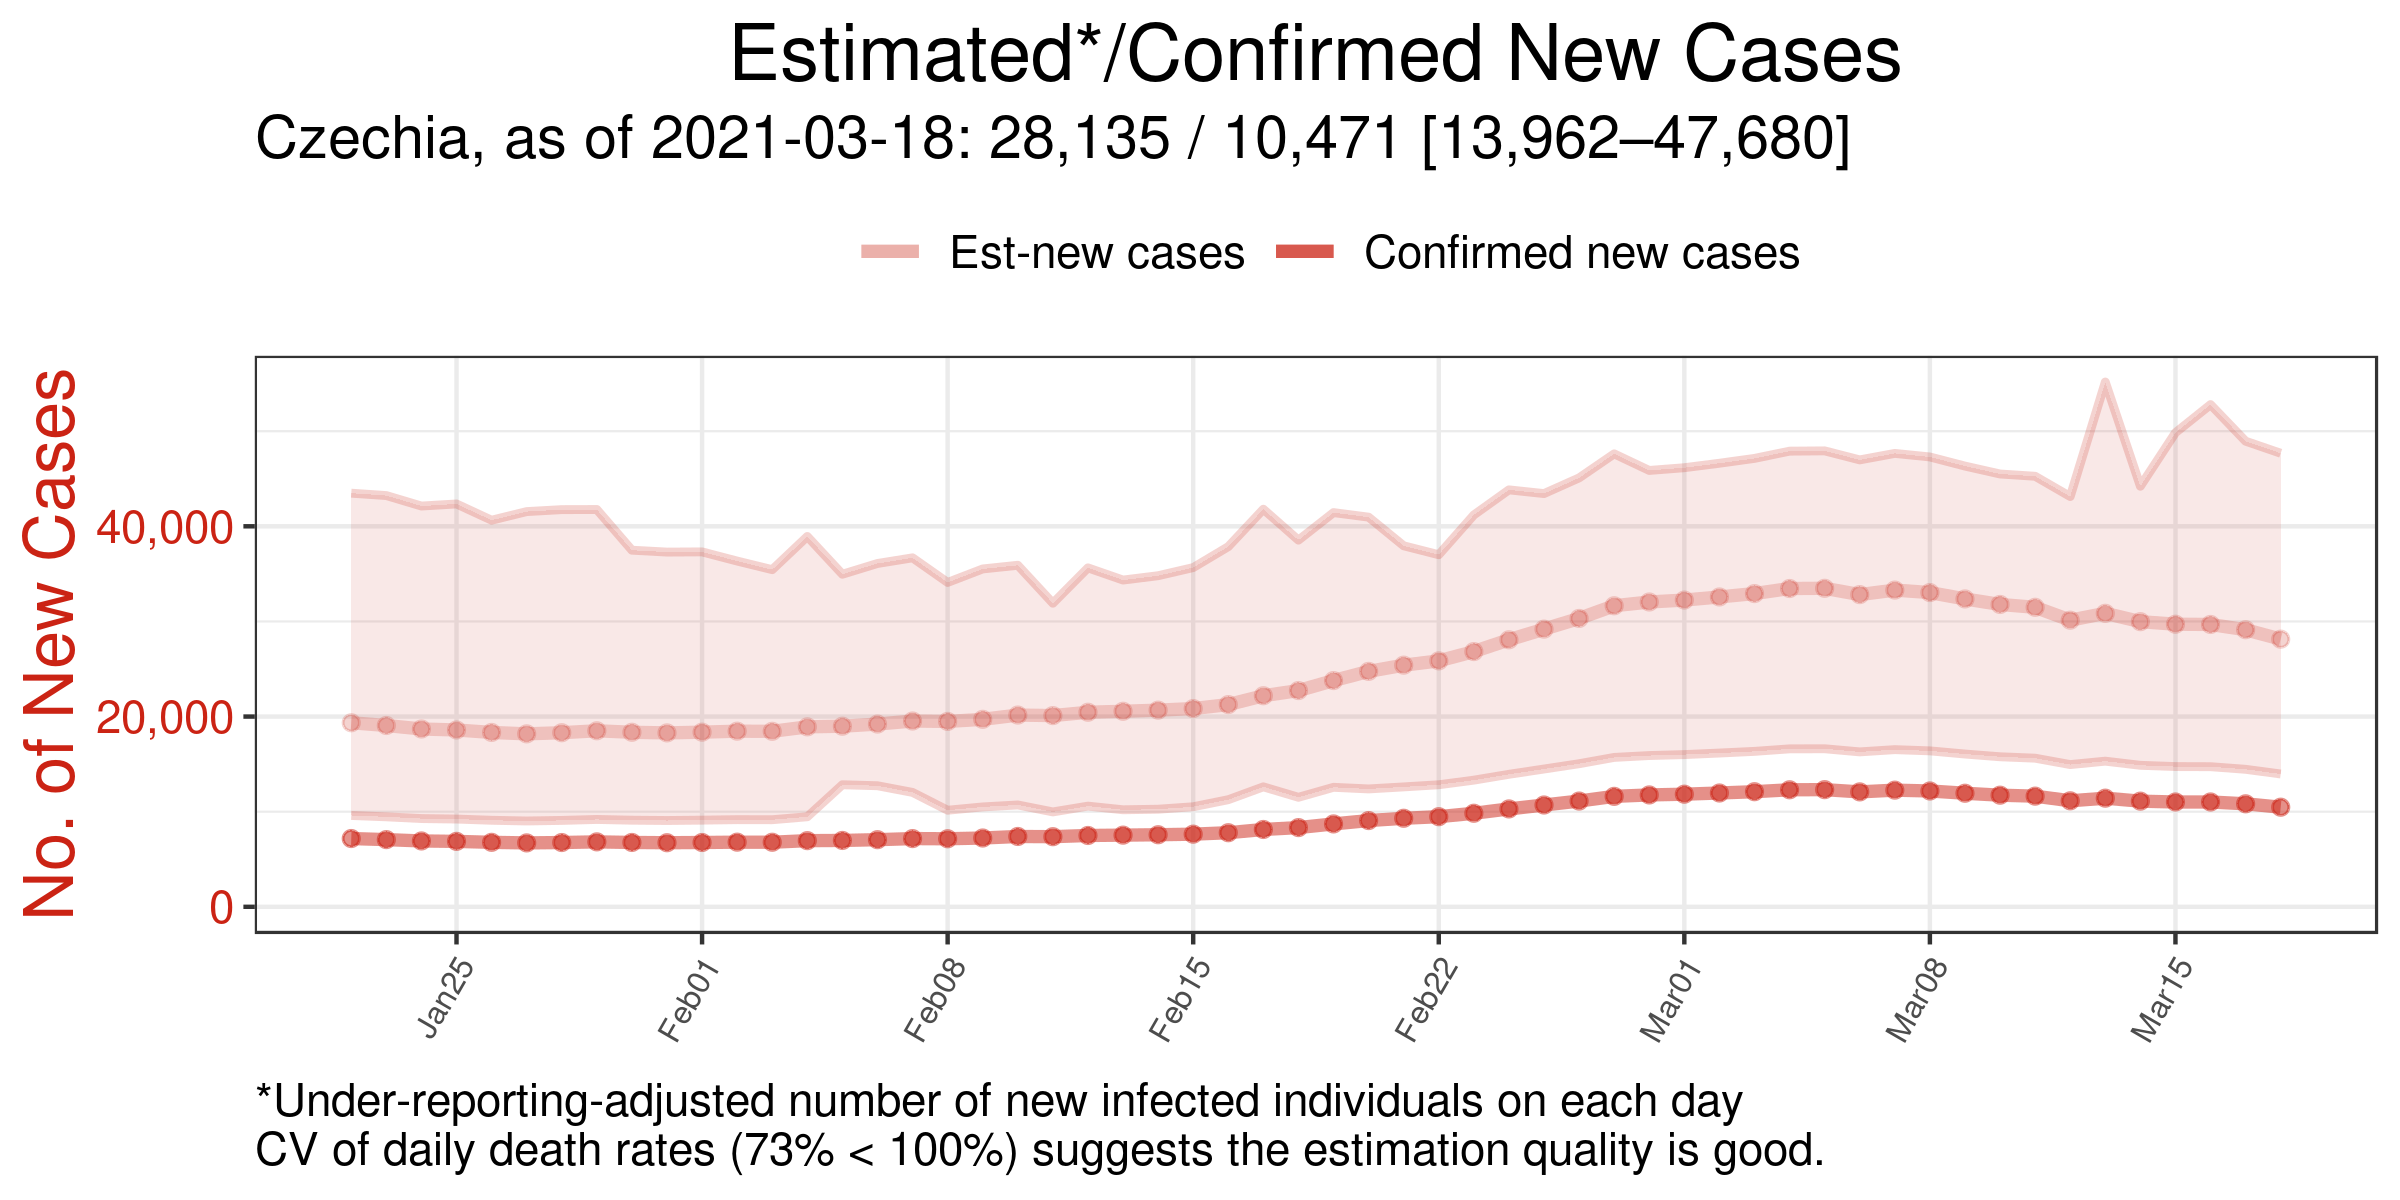 Estimated*/Confirmed New Cases
Czechia, as of 2021-03-18: 28,135 / 10,471 [13,962–47,680]
Est-new cases
Confirmed new cases
No. of New Cases
40,000
20,000
0
Jan25
Feb01
Feb08
Feb15
Feb22
Mar01
Mar08
Mar15
*Under-reporting-adjusted number of new infected individuals on each day
CV of daily death rates (73% < 100%) suggests the estimation quality is good.